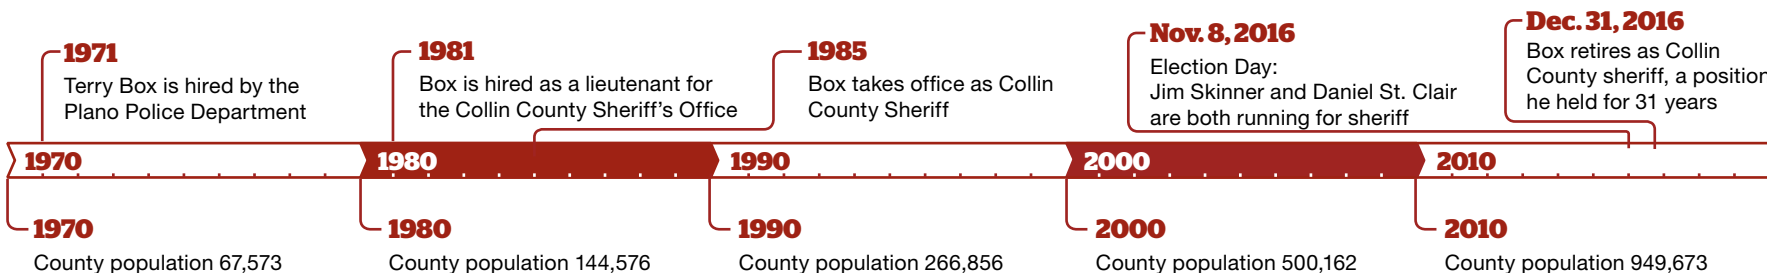 1971
Terry Box is hired by the
Plano Police Department
1981
Box is hired as a lieutenant for
the Collin County Sheriff's Office
1985
Box takes office as Collin
County Sheriff
Nov. 8, 2016
Election Day:
Jim Skinner and Daniel St. Clair
are both running for sheriff
Dec. 31, 2016
Box retires as Collin
County sheriff, a position
he held for 31 years
1970
1980
1990
2000
2010
1970
County population 67,573
1980
County population 144,576
1990
County population 266,856
2000
County population 500,162
2010
County population 949,673